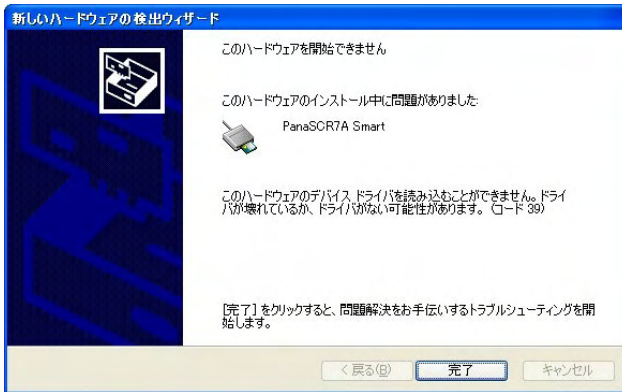 新しいハードウェアの検出ウィザード
このハードウェアを開始できません
このハードウェアのインストール中に問題がありました:
PanaSCR7A Smart
このハードウェアのデバイス ドライバを読み込むことができません。ドライ
バが壊れているか、ドライバがない可能性があります。 (コード 39)
[完了] をクリックすると、問題解決をお手伝いするトラブルシューティングを開
始します。
< 戻る(B)
完了
キャンセル